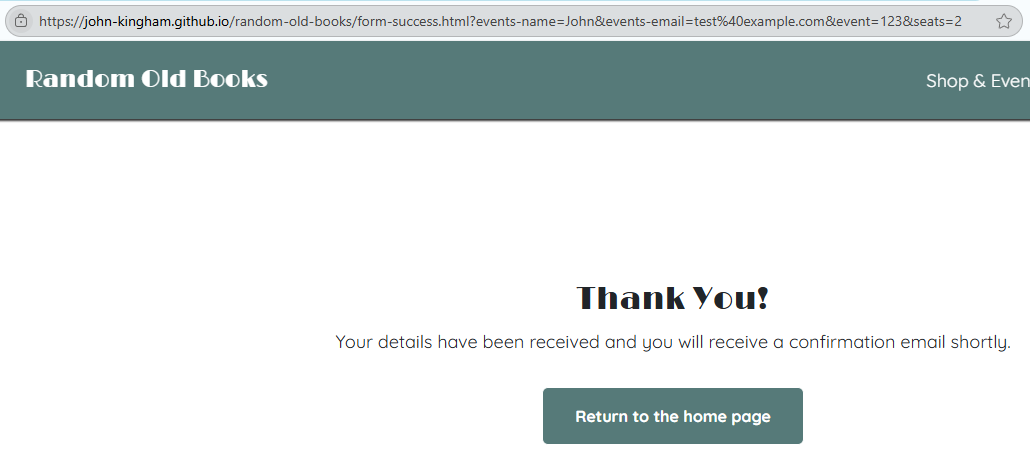 https://john-kingham.github.io/random-old-books/form-success.html?events-name=John&events-email=test%40example.com&event=123&seats=2
Random Old Books
Shop & Even
Thank You!
Your details have been received and you will receive a confirmation email shortly.
Return to the home page